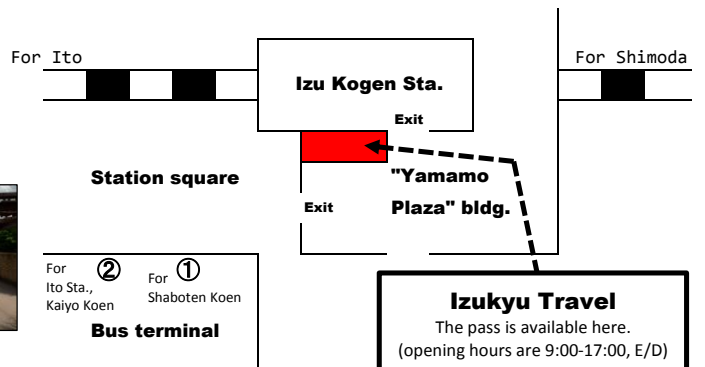 For Ito
For Shimoda
Izu Kogen Sta.
Exit
Station square
Exit
"Yamamo
Plaza" bldg.
For
Ito Sta.,
Kaiyo Koen
②
For ①
Shaboten Koen
Bus terminal
Izukyu Travel
The pass is available here.
(opening hours are 9:00-17:00, E/D)